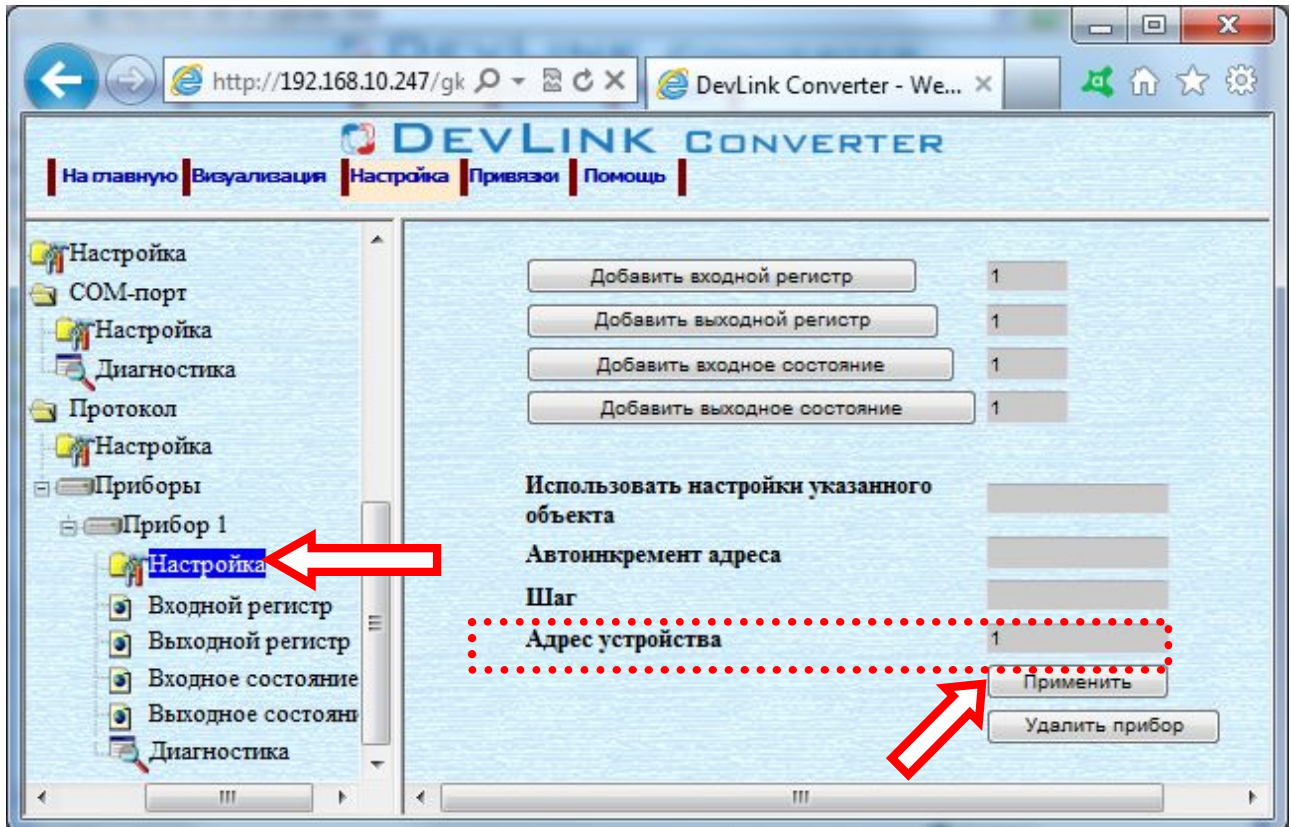 http://192.168.10.247/gk
DevLink Converter - We...
DEVLINK CONVERTER
На главную Визуализация Настройка Привязки Помощь
Настройка
COM-порт
Настройка
Диагностика
Протокол
Настройка
Приборы
Прибор 1
Настройка
Входной регистр
Выходной регистр
Входное состояние
Выходное состояни
Диагностика
Добавить входной регистр 1
Добавить выходной регистр 1
Добавить входное состояние 1
Добавить выходное состояние 1
Использовать настройки указанного
объекта
Автоинкремент адреса
Шаг
Адрес устройства 1
Применить
Удалить прибор